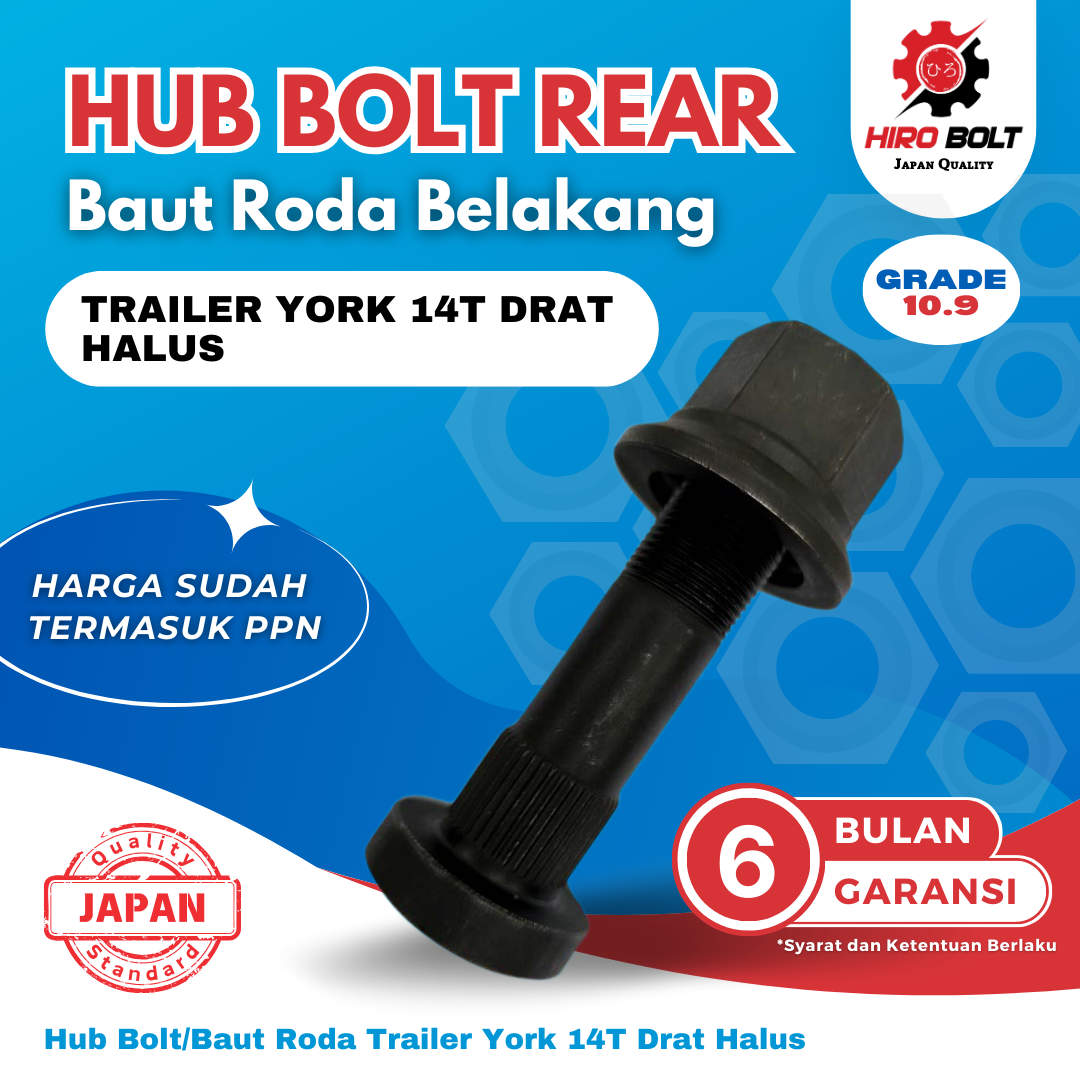 HUB BOLT REAR
Baut Roda Belakang
TRAILER YORK 14T DRAT
HALUS
ひろ
HIRO BOLT
JAPAN QUALITY
GRADE
10.9
HARGA SUDAH
TERMASUK PPN
Quality
JAPAN
Standard
6
BULAN
GARANSI
*Syarat dan Ketentuan Berlaku
Hub Bolt/Baut Roda Trailer York 14T Drat Halus